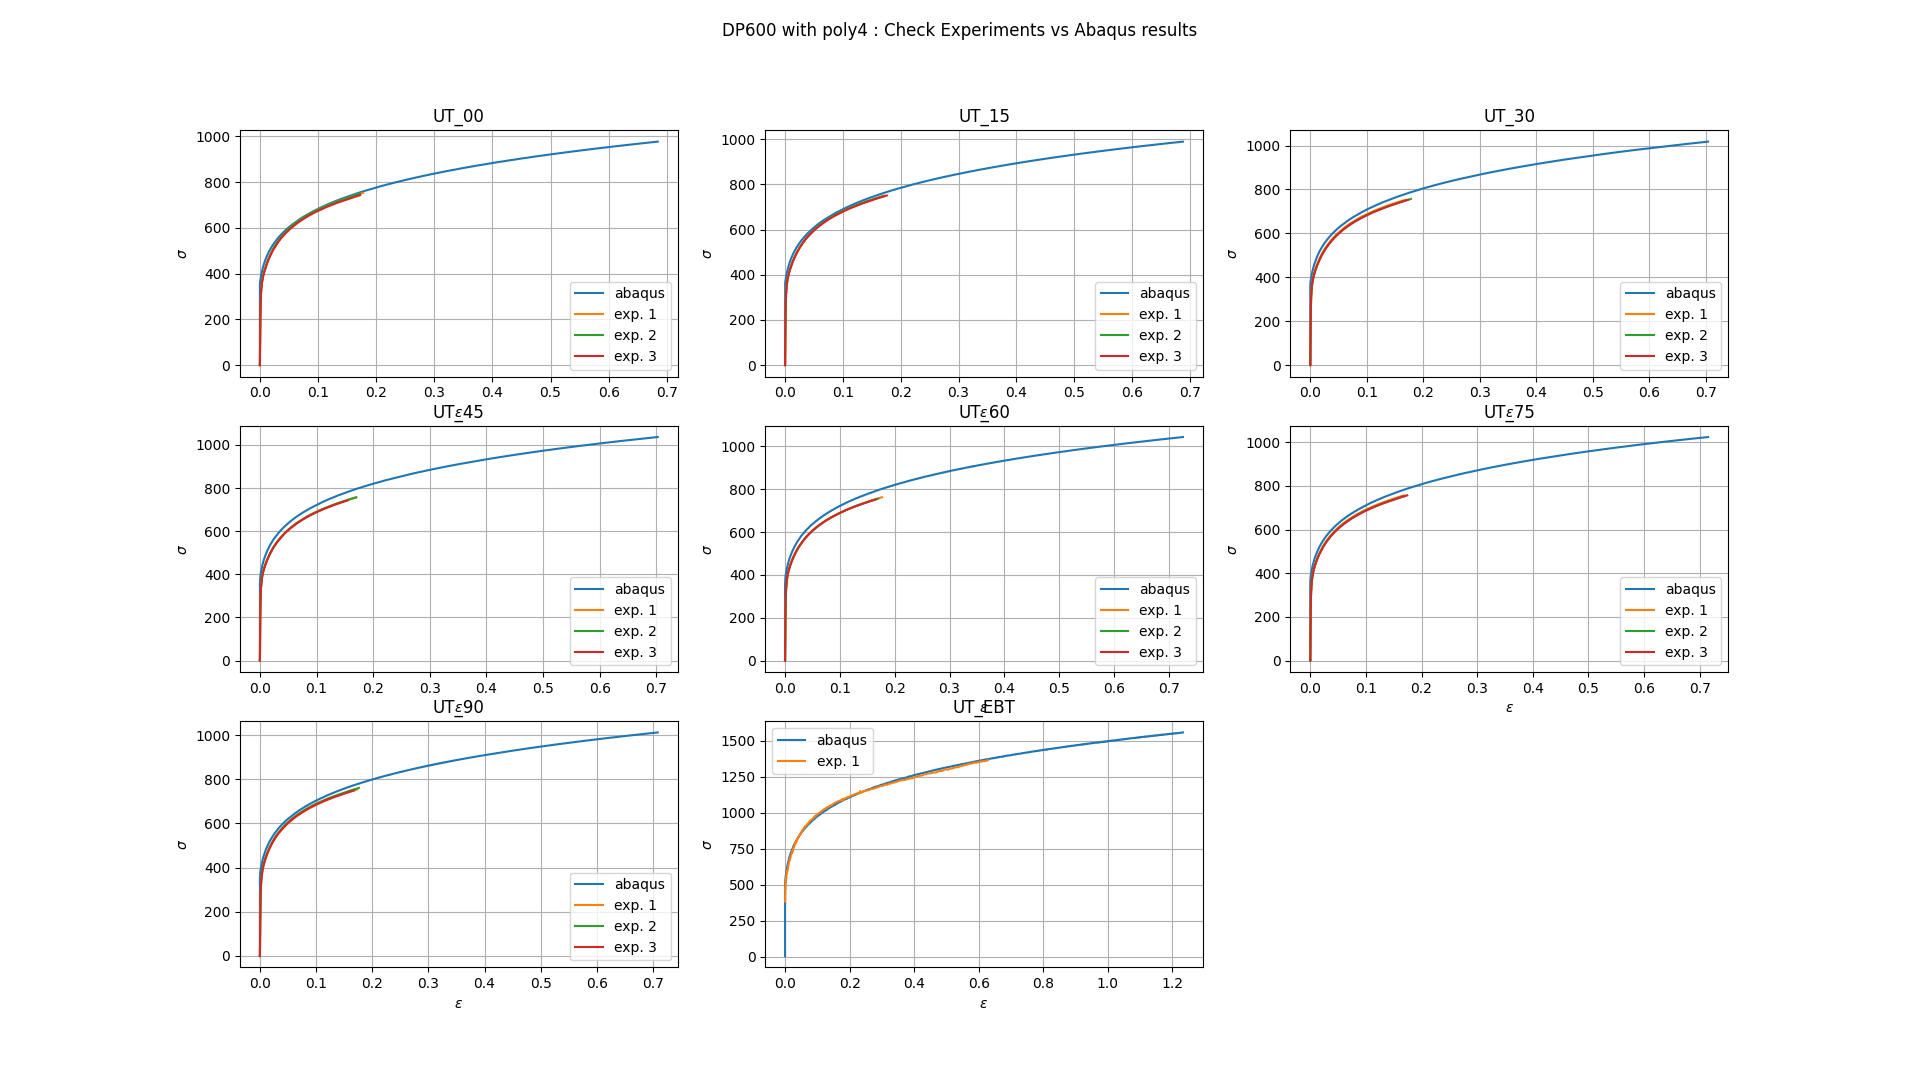 DP600 with poly4 : Check Experiments vs Abaqus results
UT_00
1000
800
600
400
200
0
σ
abaqus
exp. 1
exp. 2
exp. 3
0.0 0.1 0.2 0.3 0.4 0.5 0.6 0.7
ε
UT_15
1000
800
600
400
200
0
σ
abaqus
exp. 1
exp. 2
exp. 3
0.0 0.1 0.2 0.3 0.4 0.5 0.6 0.7
ε
UT_30
1000
800
600
400
200
0
σ
abaqus
exp. 1
exp. 2
exp. 3
0.0 0.1 0.2 0.3 0.4 0.5 0.6 0.7
ε
UT_45
1000
800
600
400
200
0
σ
abaqus
exp. 1
exp. 2
exp. 3
0.0 0.1 0.2 0.3 0.4 0.5 0.6 0.7
ε
UT_60
1000
800
600
400
200
0
σ
abaqus
exp. 1
exp. 2
exp. 3
0.0 0.1 0.2 0.3 0.4 0.5 0.6 0.7
ε
UT_75
1000
800
600
400
200
0
σ
abaqus
exp. 1
exp. 2
exp. 3
0.0 0.1 0.2 0.3 0.4 0.5 0.6 0.7
ε
UT_90
1000
800
600
400
200
0
σ
abaqus
exp. 1
exp. 2
exp. 3
0.0 0.1 0.2 0.3 0.4 0.5 0.6 0.7
ε
UT_EBT
1500
1250
1000
750
500
250
0
σ
abaqus
exp. 1
0.0 0.2 0.4 0.6 0.8 1.0 1.2
ε